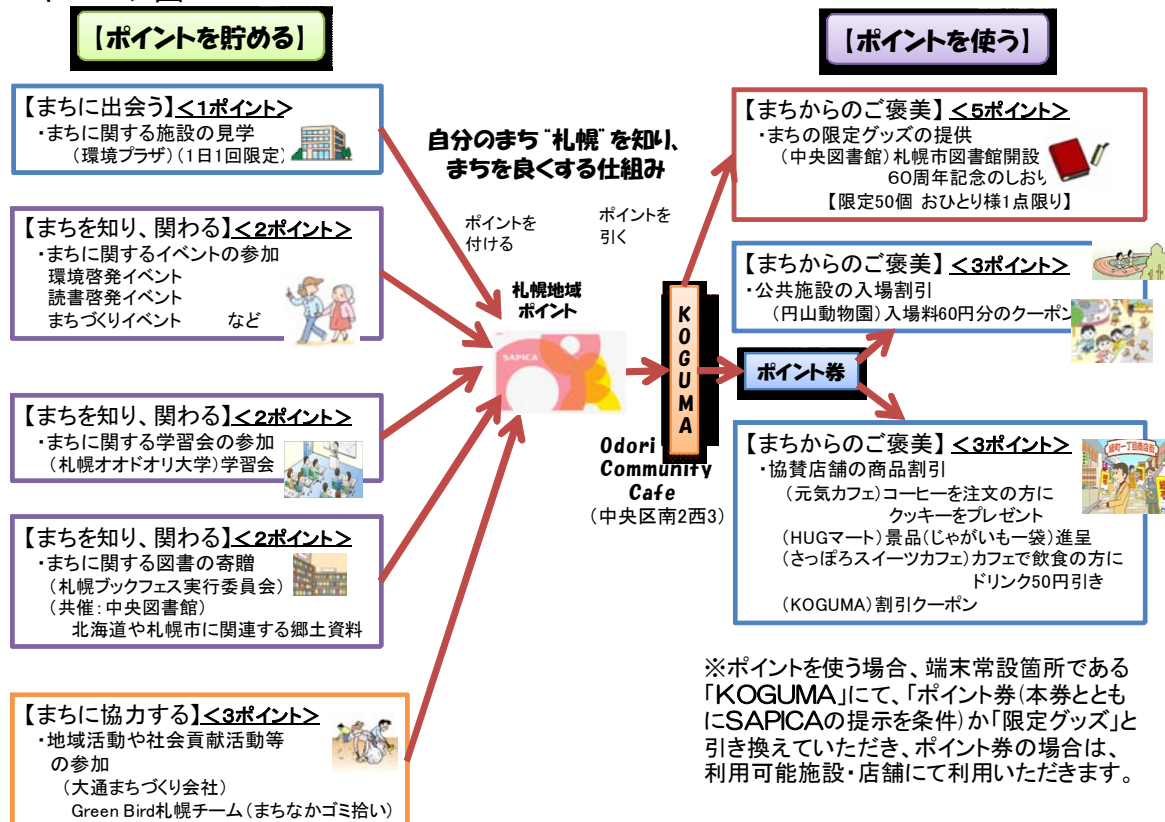 【ポイントを貯める】
【まちに出会う】＜1ポイント＞
・まちに関する施設の見学
（環境プラザ）（1日1回限定）
【まちを知り、関わる】＜2ポイント＞
・まちに関するイベントの参加
環境啓発イベント
読書啓発イベント
まちづくりイベント　　など
【まちを知り、関わる】＜2ポイント＞
・まちに関する学習会の参加
（札幌オオドオリ大学）学習会
【まちを知り、関わる】＜2ポイント＞
・まちに関する図書の寄贈
（札幌ブックフェス実行委員会）
（共催：中央図書館）
北海道や札幌市に関連する郷土資料
【まちに協力する】＜3ポイント＞
・地域活動や社会貢献活動等
の参加
（大通まちづくり会社）
Green Bird札幌チーム（まちなかゴミ拾い）
自分のまち“札幌”を知り、
まちを良くする仕組み
ポイントを
付ける
ポイントを
引く
札幌地域
ポイント
SAPICA
KOGUMA
Odori
Community
Cafe
（中央区南2西3）
ポイント券
【ポイントを使う】
【まちからのご褒美】＜5ポイント＞
・まちの限定グッズの提供
（中央図書館）札幌市図書館開設
６０周年記念のしおり
【限定50個 おひとり様1点限り】
【まちからのご褒美】＜3ポイント＞
・公共施設の入場割引
（円山動物園）入場料60円分のクーポン
【まちからのご褒美】＜3ポイント＞
・協賛店舗の商品割引
（元気カフェ）コーヒーを注文の方に
クッキーをプレゼント
（HUGマート）景品（じゃがいも一袋）進呈
（さっぽろスイーツカフェ）カフェで飲食の方に
ドリンク50円引き
（KOGUMA）割引クーポン
※ポイントを使う場合、端末常設箇所である
「KOGUMA」にて、「ポイント券（本券ととも
にSAPICAの提示を条件）か「限定グッズ」と
引き換えていただき、ポイント券の場合は、
利用可能施設・店舗にて利用いただきます。